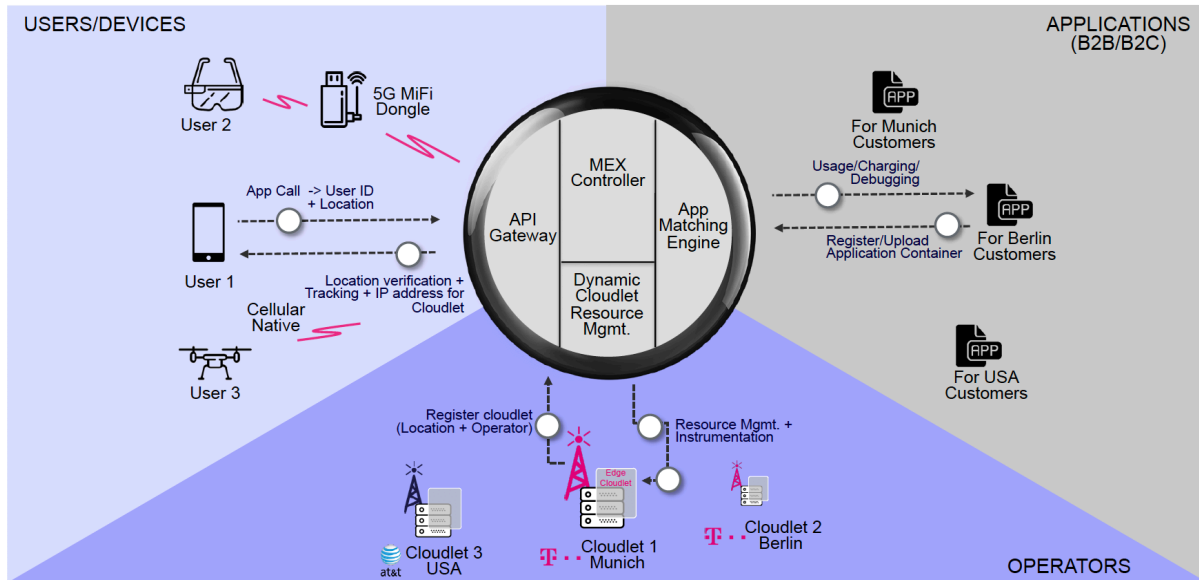 USERS/DEVICES
APPLICATIONS
(B2B/B2C)
User 2
5G MiFi
Dongle
App Call -> User ID
+ Location
User 1
Location verification +
Tracking + IP address for
Cloudlet
Cellular
Native
User 3
API
Gateway
MEX
Controller
App
Matching
Engine
Dynamic
Cloudlet
Resource
Mgmt.
APP
For Munich
Customers
Usage/Charging/
Debugging
APP
For Berlin
Customers
Register/Upload
Application Container
APP
For USA
Customers
Register cloudlet
(Location + Operator)
Resource Mgmt. +
Instrumentation
Edge
Cloudlet
at&t
Cloudlet 3
USA
T
Cloudlet 1
Munich
T
Cloudlet 2
Berlin
OPERATORS